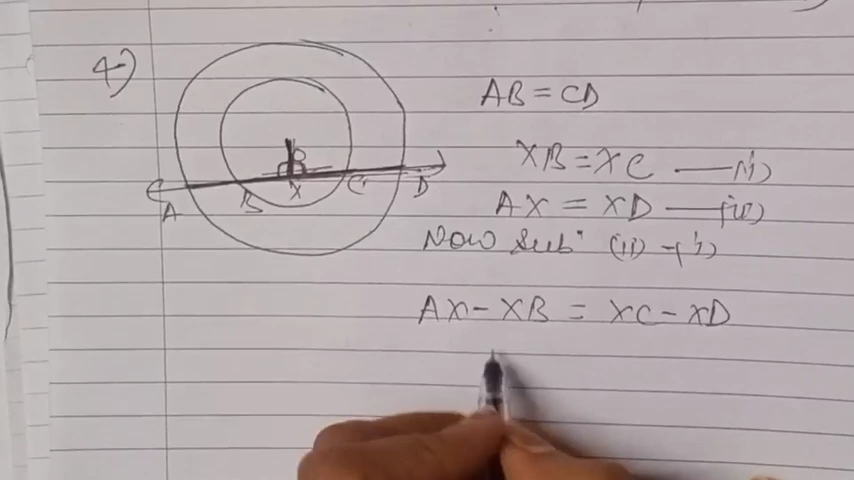 4)
AB = CD
XB = XC —(i)
AX = XD —(ii)
Now Sub. (ii) - (i)
AX - XB = XC - XD
O
A
B
X
C
D